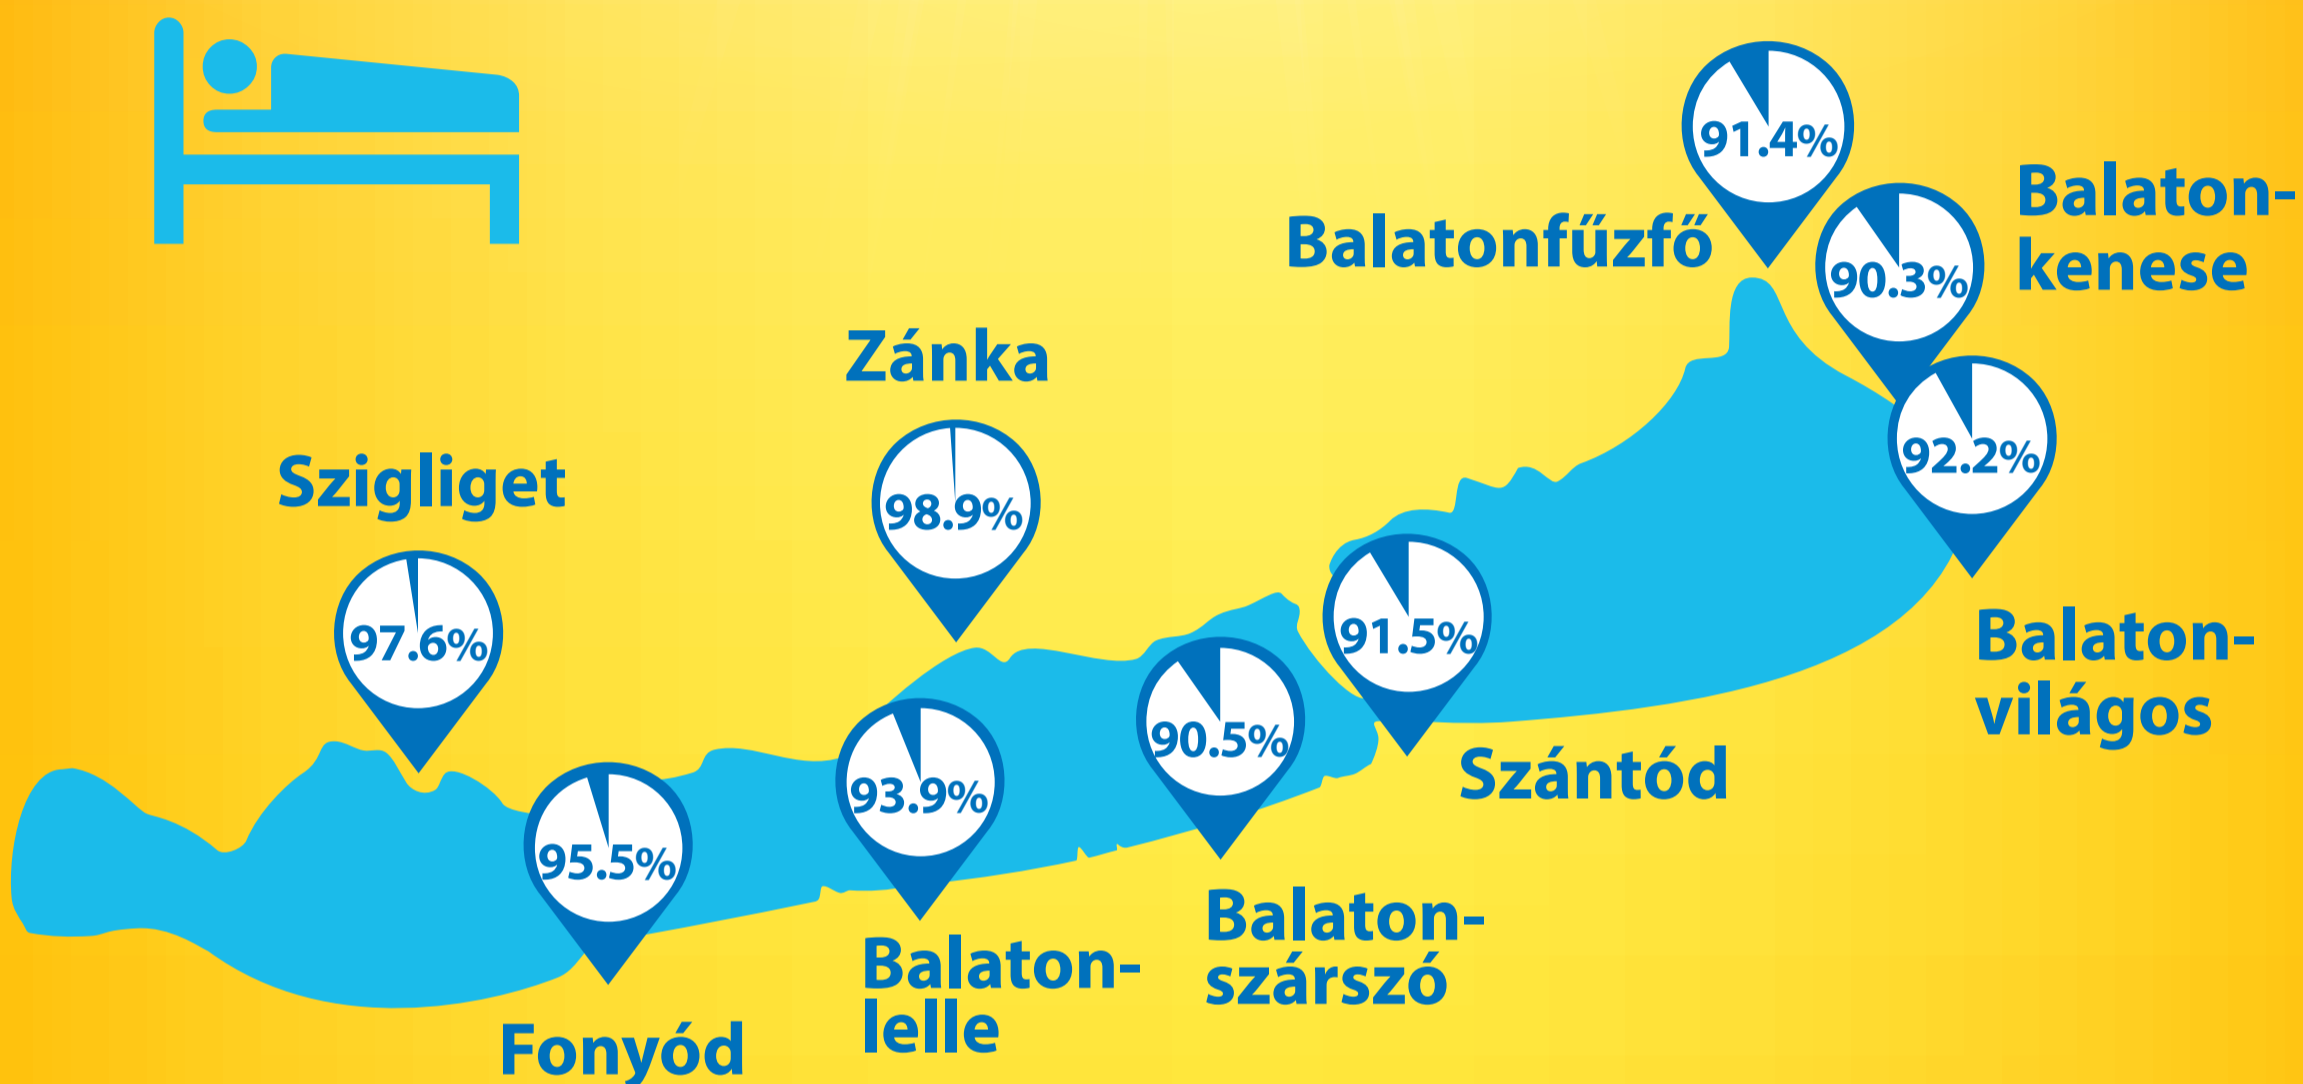 91.4%
Balatonfűzfő
Balaton-
kenese
90.3%
Zánka
98.9%
92.2%
Balaton-
világos
Szigliget
97.6%
91.5%
Szántód
90.5%
Balaton-
szárszó
93.9%
Balaton-
lelle
95.5%
Fonyód